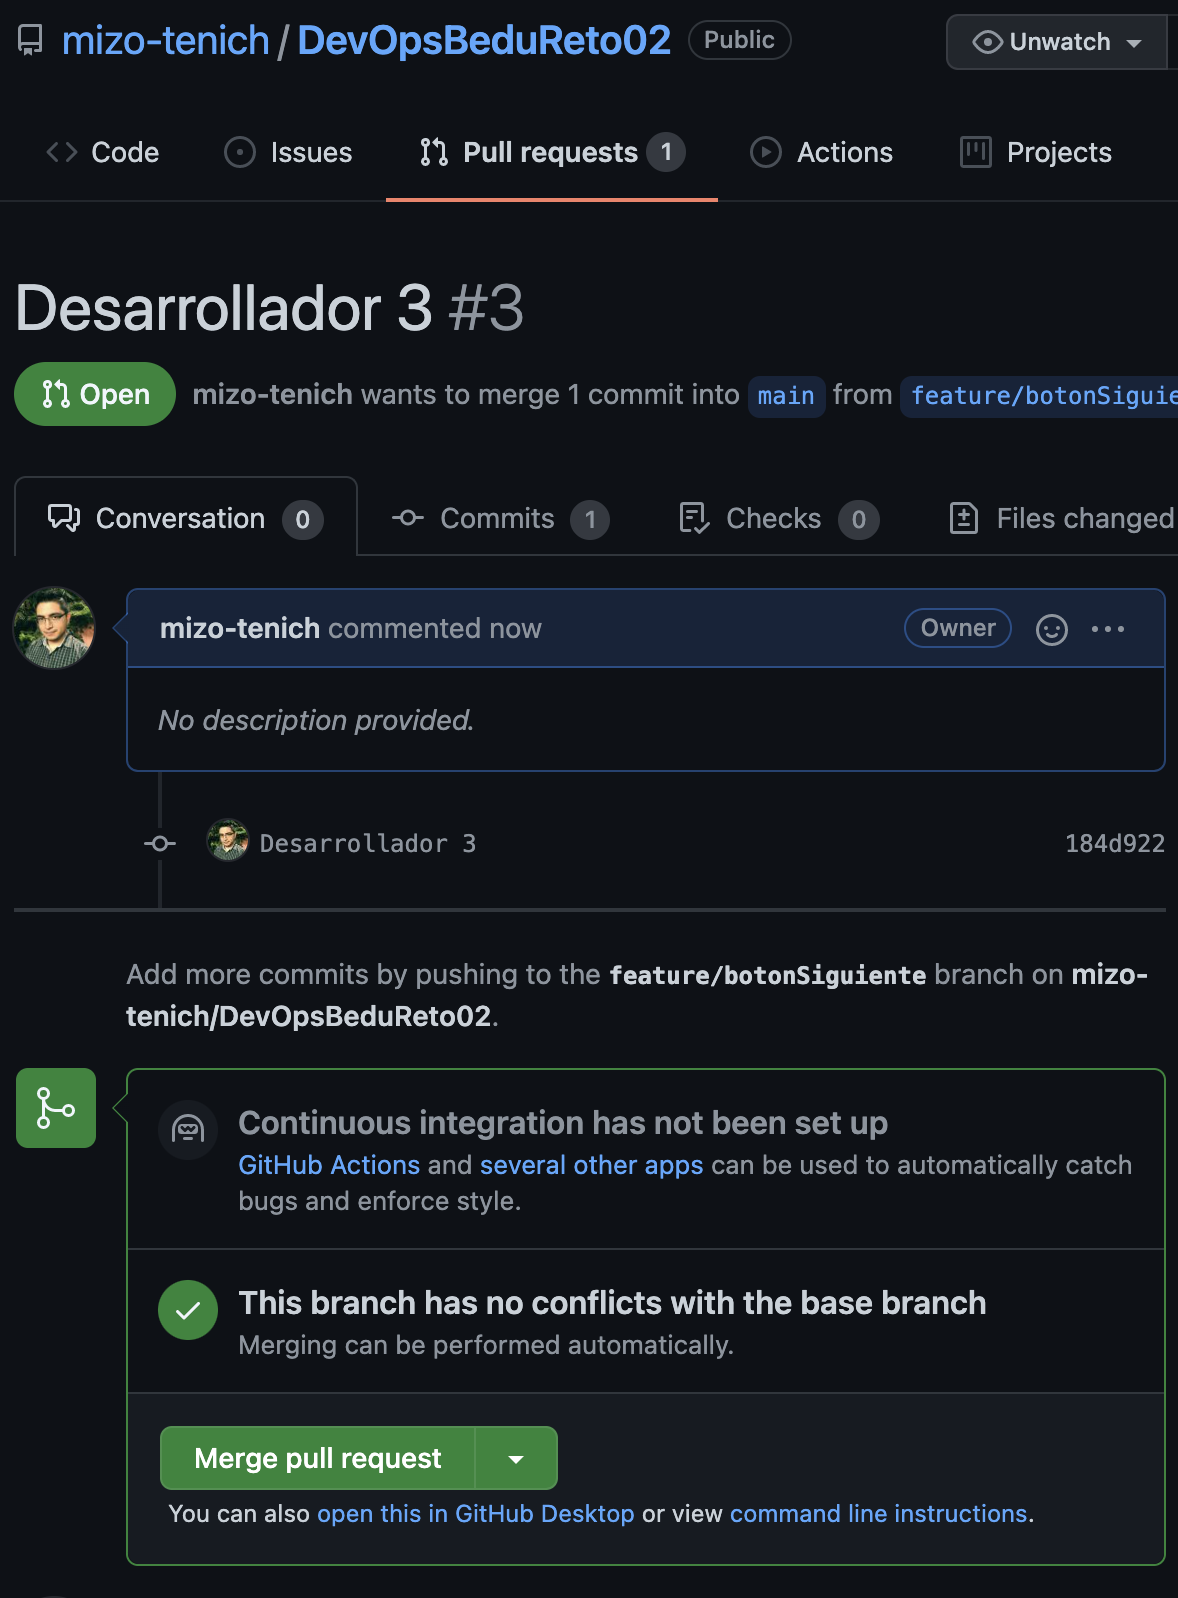 mizo-tenich / DevOpsBeduReto02 Public Unwatch
Code Issues Pull requests 1 Actions Projects
Desarrollador 3 #3
Open mizo-tenich wants to merge 1 commit into main from feature/botonSiguie
Conversation 0 Commits 1 Checks 0 Files changed
mizo-tenich commented now Owner
No description provided.
Desarrollador 3 184d922
Add more commits by pushing to the feature/botonSiguiente branch on mizo-
tenich/DevOpsBeduReto02.
Continuous integration has not been set up
GitHub Actions and several other apps can be used to automatically catch
bugs and enforce style.
This branch has no conflicts with the base branch
Merging can be performed automatically.
Merge pull request
You can also open this in GitHub Desktop or view command line instructions.